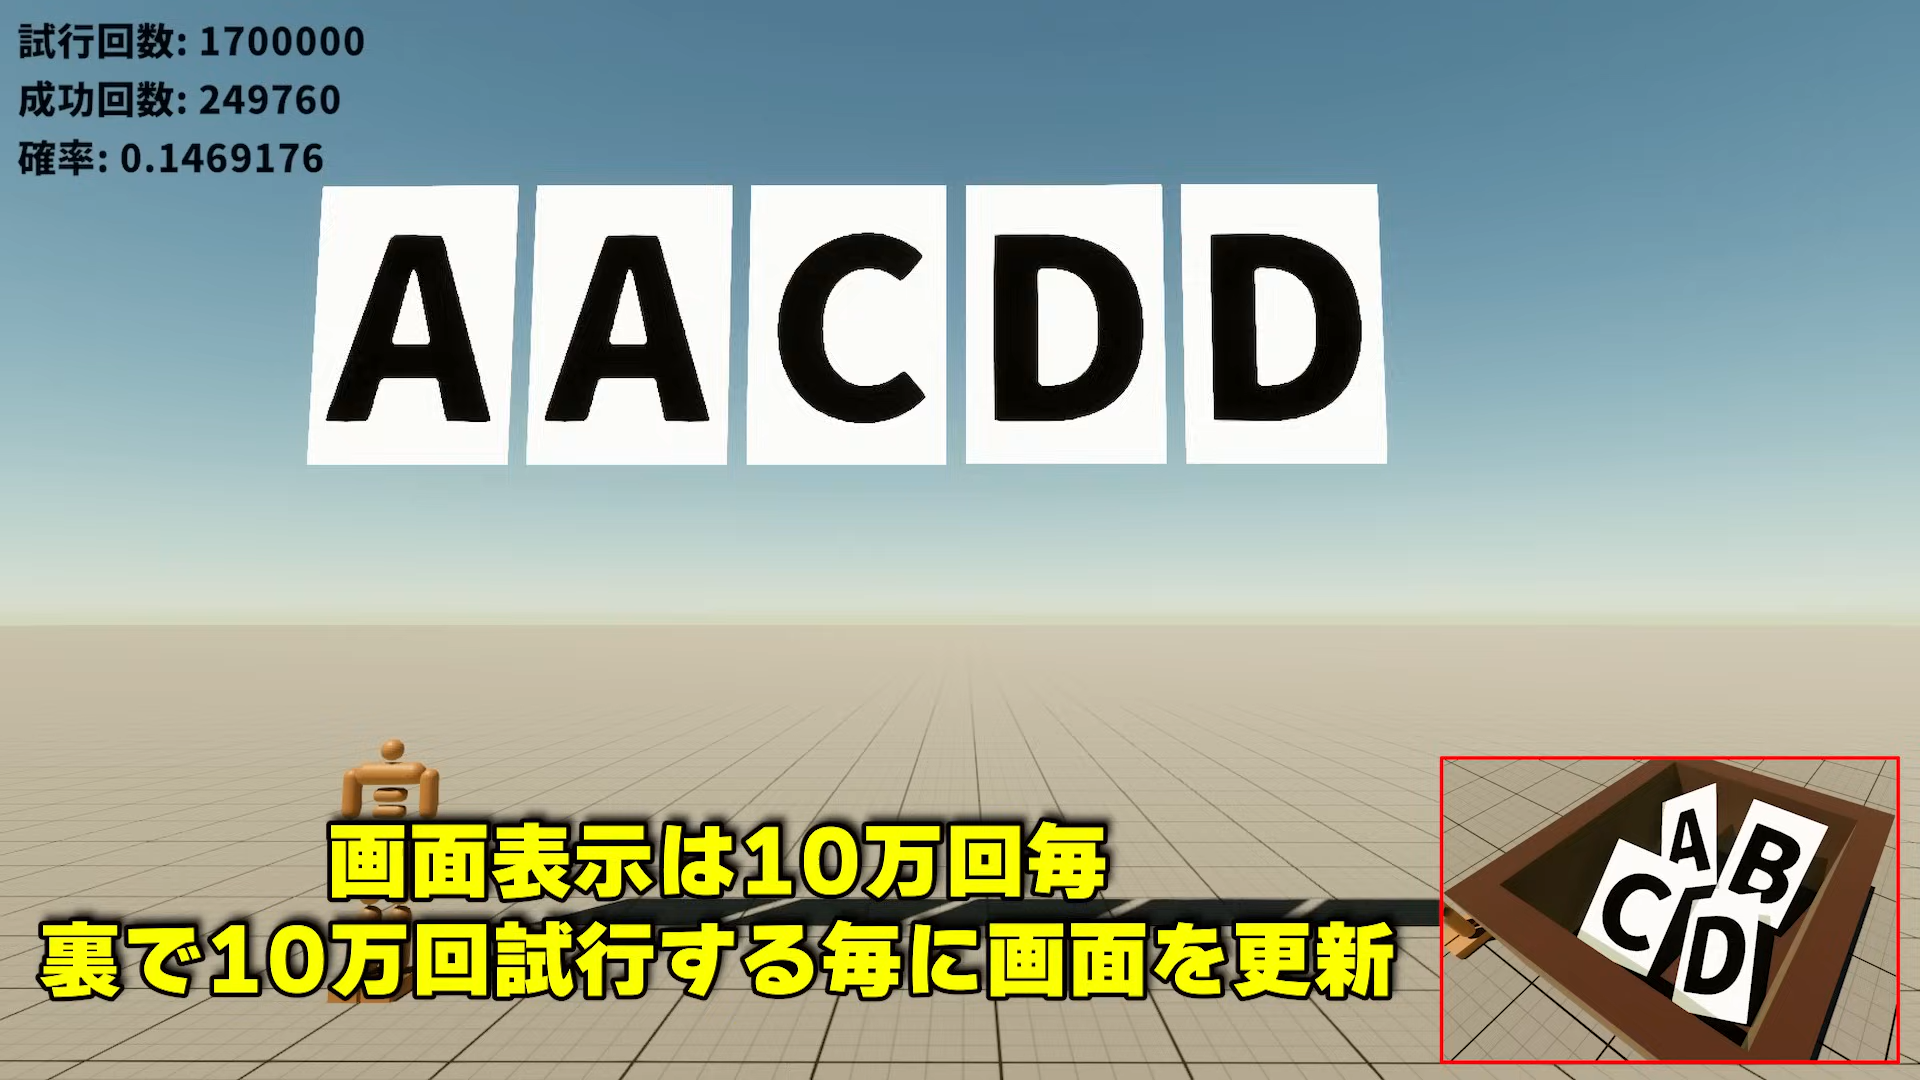 試行回数: 1700000
成功回数: 249760
確率: 0.1469176
A A C D D
画面表示は10万回毎
裏で10万回試行する毎に画面を更新
A B
C D